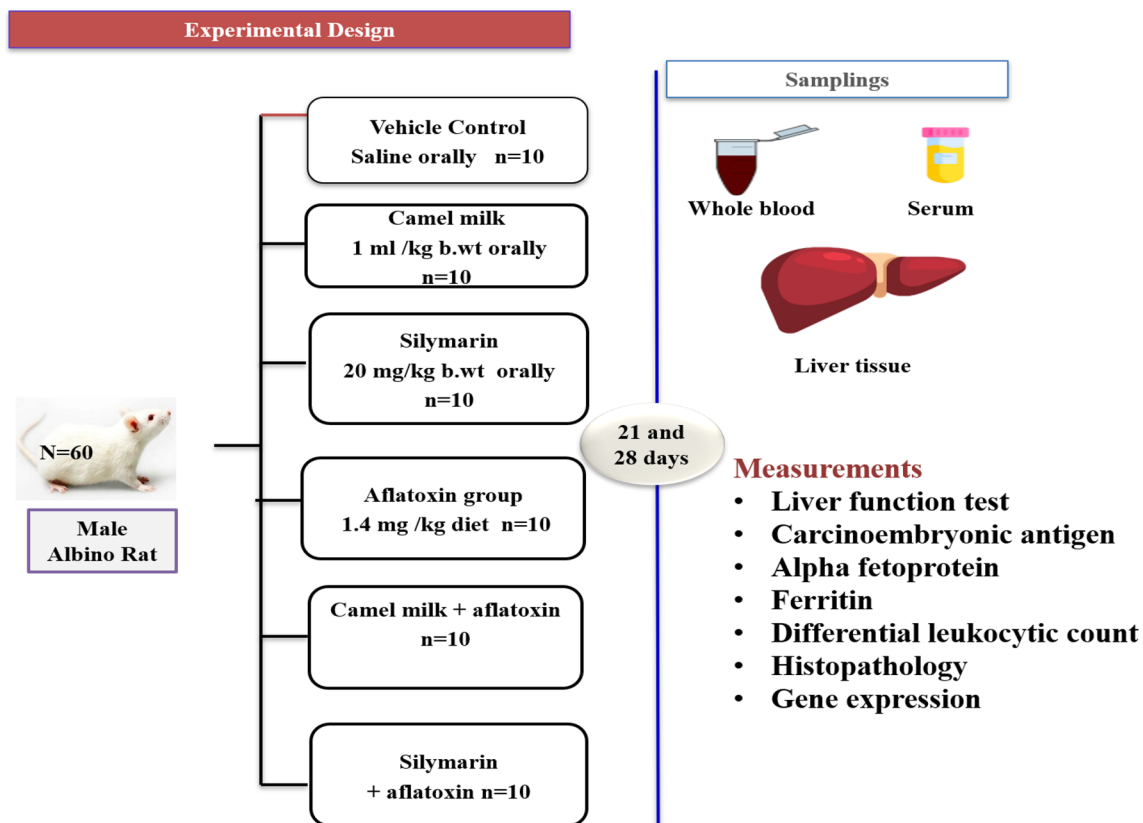 Experimental Design
Vehicle Control
Saline orally n=10
Camel milk
1 ml /kg b.wt orally
n=10
Silymarin
20 mg/kg b.wt orally
n=10
N=60
Male
Albino Rat
Aflatoxin group
1.4 mg /kg diet n=10
Camel milk + aflatoxin
n=10
Silymarin
+ aflatoxin n=10
21 and
28 days
Samplings
Whole blood
Serum
Liver tissue
Measurements
• Liver function test
• Carcinoembryonic antigen
• Alpha fetoprotein
• Ferritin
• Differential leukocytic count
• Histopathology
• Gene expression